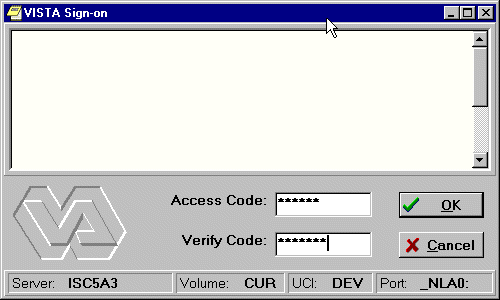 VISTA Sign-on
Access Code: ******
OK
Verify Code: *******
Cancel
Server: ISC5A3 Volume: CUR UCI: DEV Port: _NLA0: